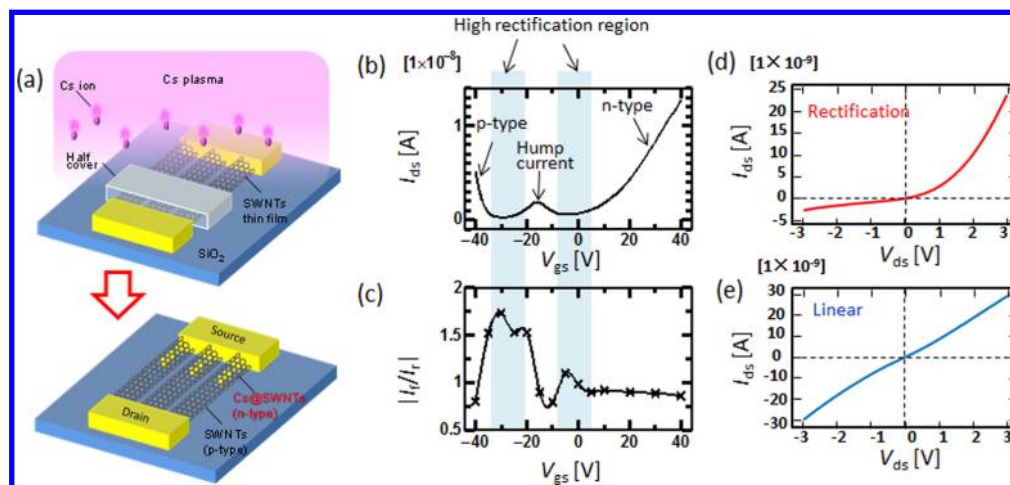 High rectification region
(a)
Cs plasma
Cs ion
Half
cover
SWNTs
thin film
SiO2
Source
Cs@SWNTs
(n-type)
Drain
SWNTs
(p-type)
(b)
[1×10⁻⁸]
p-type
n-type
Hump
current
Ids [A]
1
0
−40 −20 0 20 40
Vgs [V]
(c)
|If/Ir|
2
1.5
1
0.5
−40 −20 0 20 40
Vgs [V]
(d)
[1×10⁻⁹]
Rectification
Ids [A]
25
20
15
10
5
0
-5
-3 -2 -1 0 1 2 3
Vds [V]
(e)
[1×10⁻⁹]
Linear
Ids [A]
30
20
10
0
-10
-20
-30
-3 -2 -1 0 1 2 3
Vds [V]